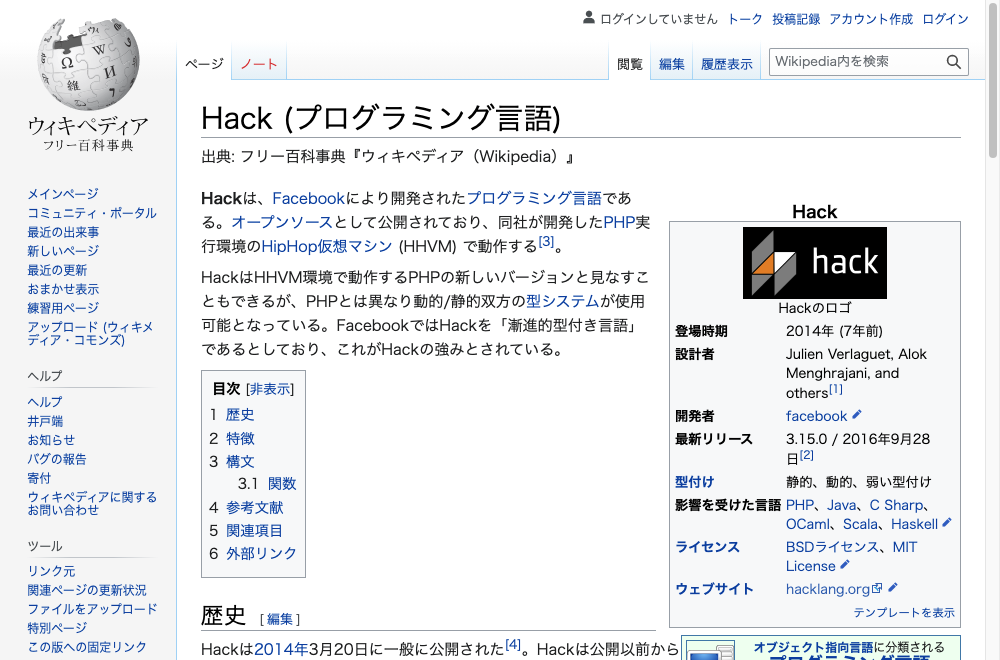 ログインしていません トーク 投稿記録 アカウント作成 ログイン
ページ ノート 閲覧 編集 履歴表示 Wikipedia内を検索
ウィキペディア
フリー百科事典
メインページ
コミュニティ・ポータル
最近の出来事
新しいページ
最近の更新
おまかせ表示
練習用ページ
アップロード (ウィキメ
ディア・コモンズ)
ヘルプ
ヘルプ
井戸端
お知らせ
バグの報告
寄付
ウィキペディアに関する
お問い合わせ
ツール
リンク元
関連ページの更新状況
ファイルをアップロード
特別ページ
この版への固定リンク
Hack (プログラミング言語)
出典: フリー百科事典『ウィキペディア（Wikipedia）』
Hackは、Facebookにより開発されたプログラミング言語であ
る。オープンソースとして公開されており、同社が開発したPHP実
行環境のHipHop仮想マシン (HHVM) で動作する[3]。
HackはHHVM環境で動作するPHPの新しいバージョンと見なすこ
ともできるが、PHPとは異なり動的/静的双方の型システムが使用
可能となっている。FacebookではHackを「漸進的型付き言語」
であるとしており、これがHackの強みとされている。
目次 [非表示]
1 歴史
2 特徴
3 構文
3.1 関数
4 参考文献
5 関連項目
6 外部リンク
歴史 [編集]
Hackは2014年3月20日に一般に公開された[4]。Hackは公開以前から
Hack
hack
Hackのロゴ
登場時期 2014年 (7年前)
設計者 Julien Verlaguet, Alok
Menghrajani, and
others[1]
開発者 facebook
最新リリース 3.15.0 / 2016年9月28
日[2]
型付け 静的、動的、弱い型付け
影響を受けた言語 PHP、Java、C Sharp、
OCaml、Scala、Haskell
ライセンス BSDライセンス、MIT
License
ウェブサイト hacklang.org
テンプレートを表示
オブジェクト指向言語に分類される
プログラミング言語